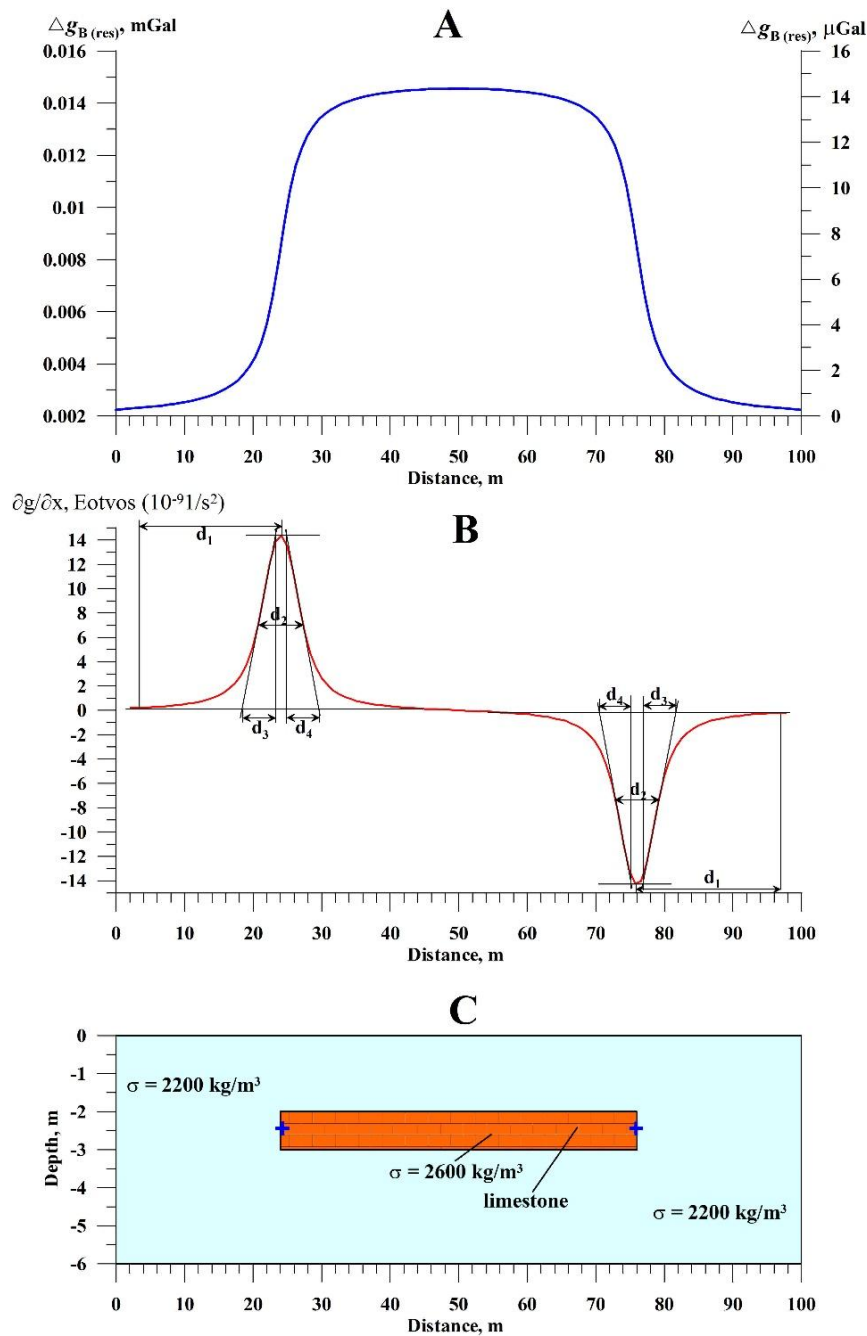 △g_B (res), mGal A △g_B (res), μGal
0.016 16
14
0.014
12
0.012
10
0.01 8
0.008 6
0.006 4
0.004 2
0.002 0
0 10 20 30 40 50 60 70 80 90 100
Distance, m
∂g/∂x, Eotvos (10⁻⁹1/s²)
B
14 d₁
12
10
8 d₂
6
4
2 d₄ d₃
0
-2 d₃ d₄
-4
-6
-8 d₂
-10
-12
-14 d₁
0 10 20 30 40 50 60 70 80 90 100
Distance, m
C
0
-1 σ = 2200 kg/m³
-2
-3
Depth, m
σ = 2600 kg/m³
-4 limestone
-5 σ = 2200 kg/m³
-6
0 10 20 30 40 50 60 70 80 90 100
Distance, m